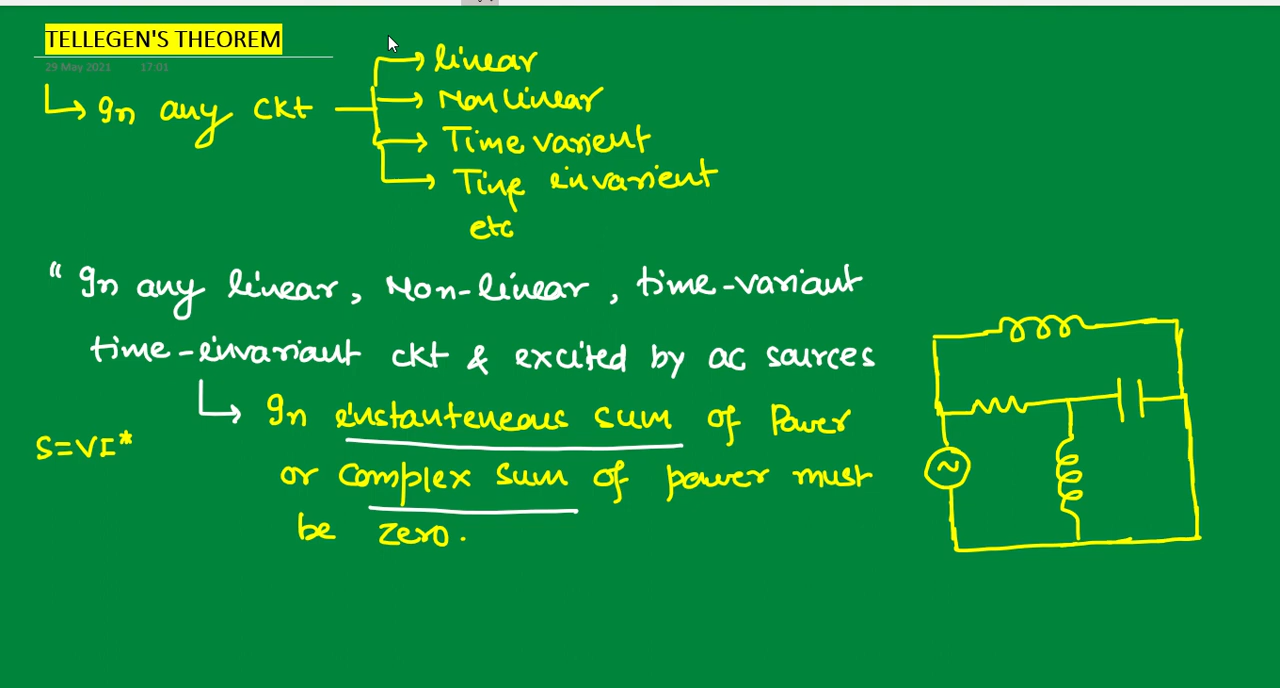 TELLEGEN'S THEOREM
29 May 2021 17:01
In any ckt
linear
Non linear
Time varient
Time invarient
etc
" In any linear, Non-linear, time-variant
time-invariant ckt & excited by ac sources
In instanteneous sum of Power
S=VI*
or complex sum of power must
be zero.
~